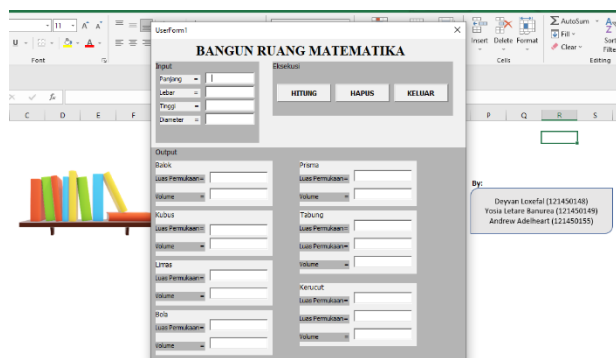 UserForm1
BANGUN RUANG MATEMATIKA
Input
Panjang =
Lebar =
Tinggi =
Diameter =
Eksekusi
HITUNG HAPUS KELUAR
Output
Balok
Luas Permukaan=
Volume =
Kubus
Luas Permukaan=
Volume =
Limas
Luas Permukaan=
Volume =
Bola
Luas Permukaan=
Volume =
Prisma
Luas Permukaan=
Volume =
Tabung
Luas Permukaan=
Luas Permukaan=
Volume =
Kerucut
Luas Permukaan=
Volume =
11
A A
U A
Font
fx
C D E F
Insert Delete Format
Cells
AutoSum
Fill
Clear
Sort
Filte
Editing
P Q R S
By:
Deyvan Loxefal (121450148)
Yosia Letare Banurea (121450149)
Andrew Adelheart (121450155)